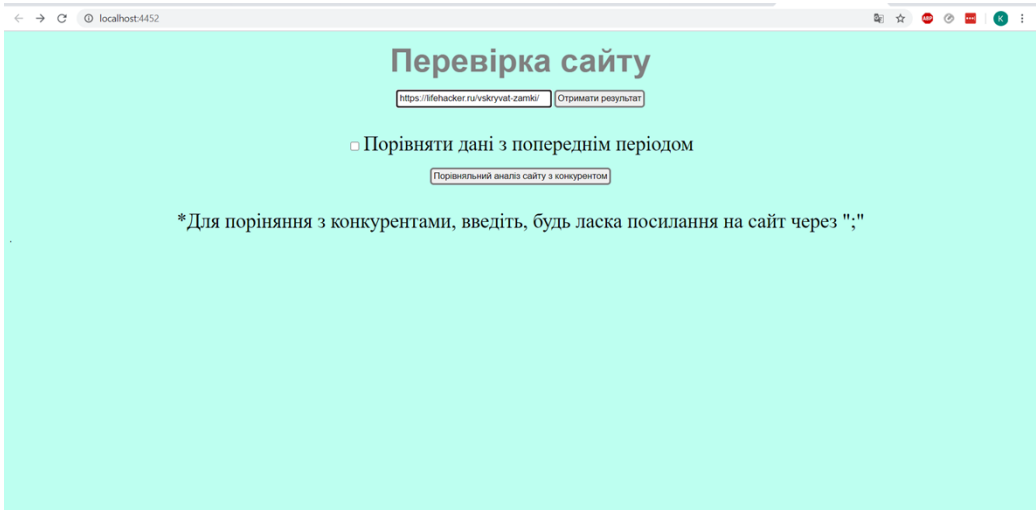 localhost:4452
ABP
K
Перевірка сайту
https://lifehacker.ru/vskryvat-zamki/ Отримати результат
Порівняти дані з попереднім періодом
Порівняльний аналіз сайту з конкурентом
*Для поріняння з конкурентами, введіть, будь ласка посилання на сайт через ";"
.